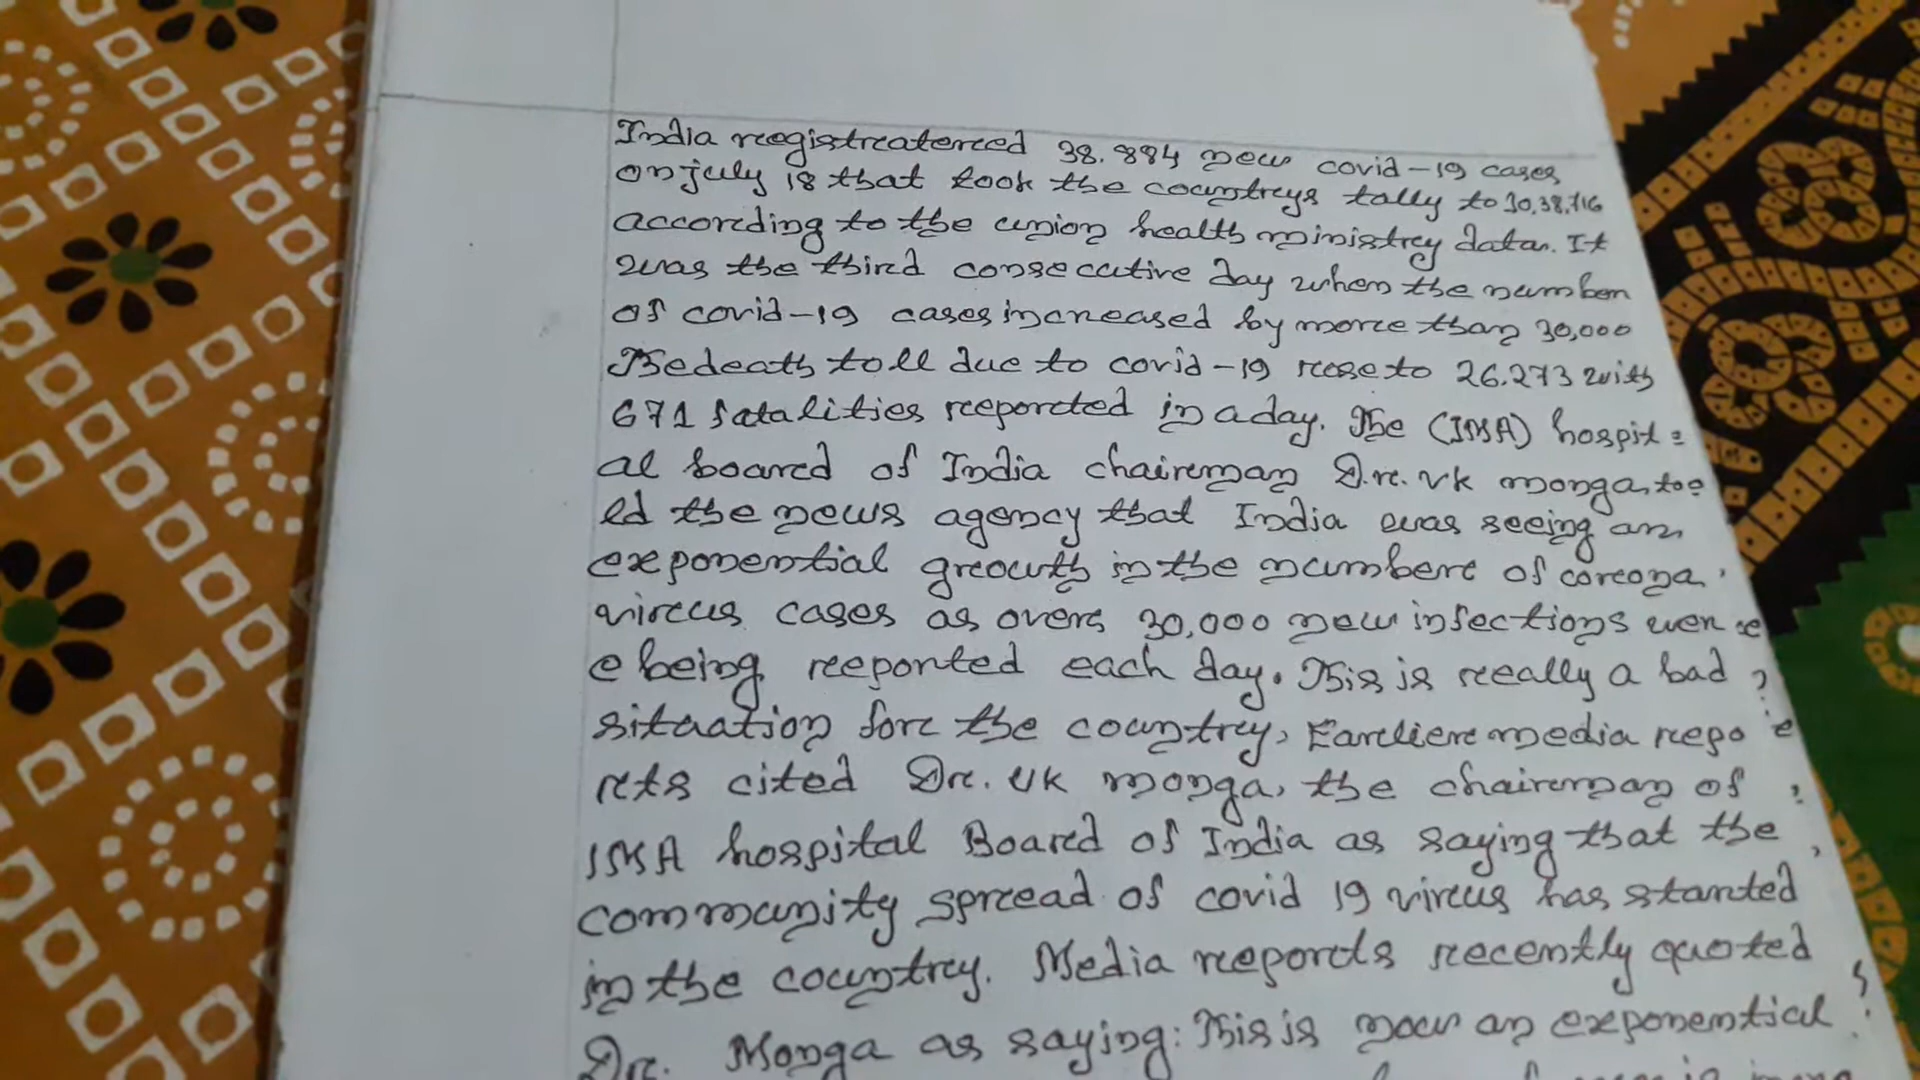 India registreatered 38.884 new covid-19 cases
on july 18 that took the countreys tally to 10,38,716
according to the union health ministrey data. It
was the third consecutive day when the number
of covid-19 cases increased by more than 30,000
The death toll due to covid-19 rose to 26.273 with
671 fatalities reported in a day. The (IMA) hospit=
al board of India chaireman Dr. vk monga, to=
ld the news agency that India was seeing an
exponential growth in the numbere of corona
virus cases as overe 30,000 new infections wer
e being reported each day. This is really a bad
situation for the countrey, Earliere media repo
rts cited Dr. VK monga, the chaireman of
IMA hospital Board of India as saying that the
community spread of covid 19 virus has started
in the countrey. Media reports recently quoted
Dr. Monga as saying: This is now an exponential